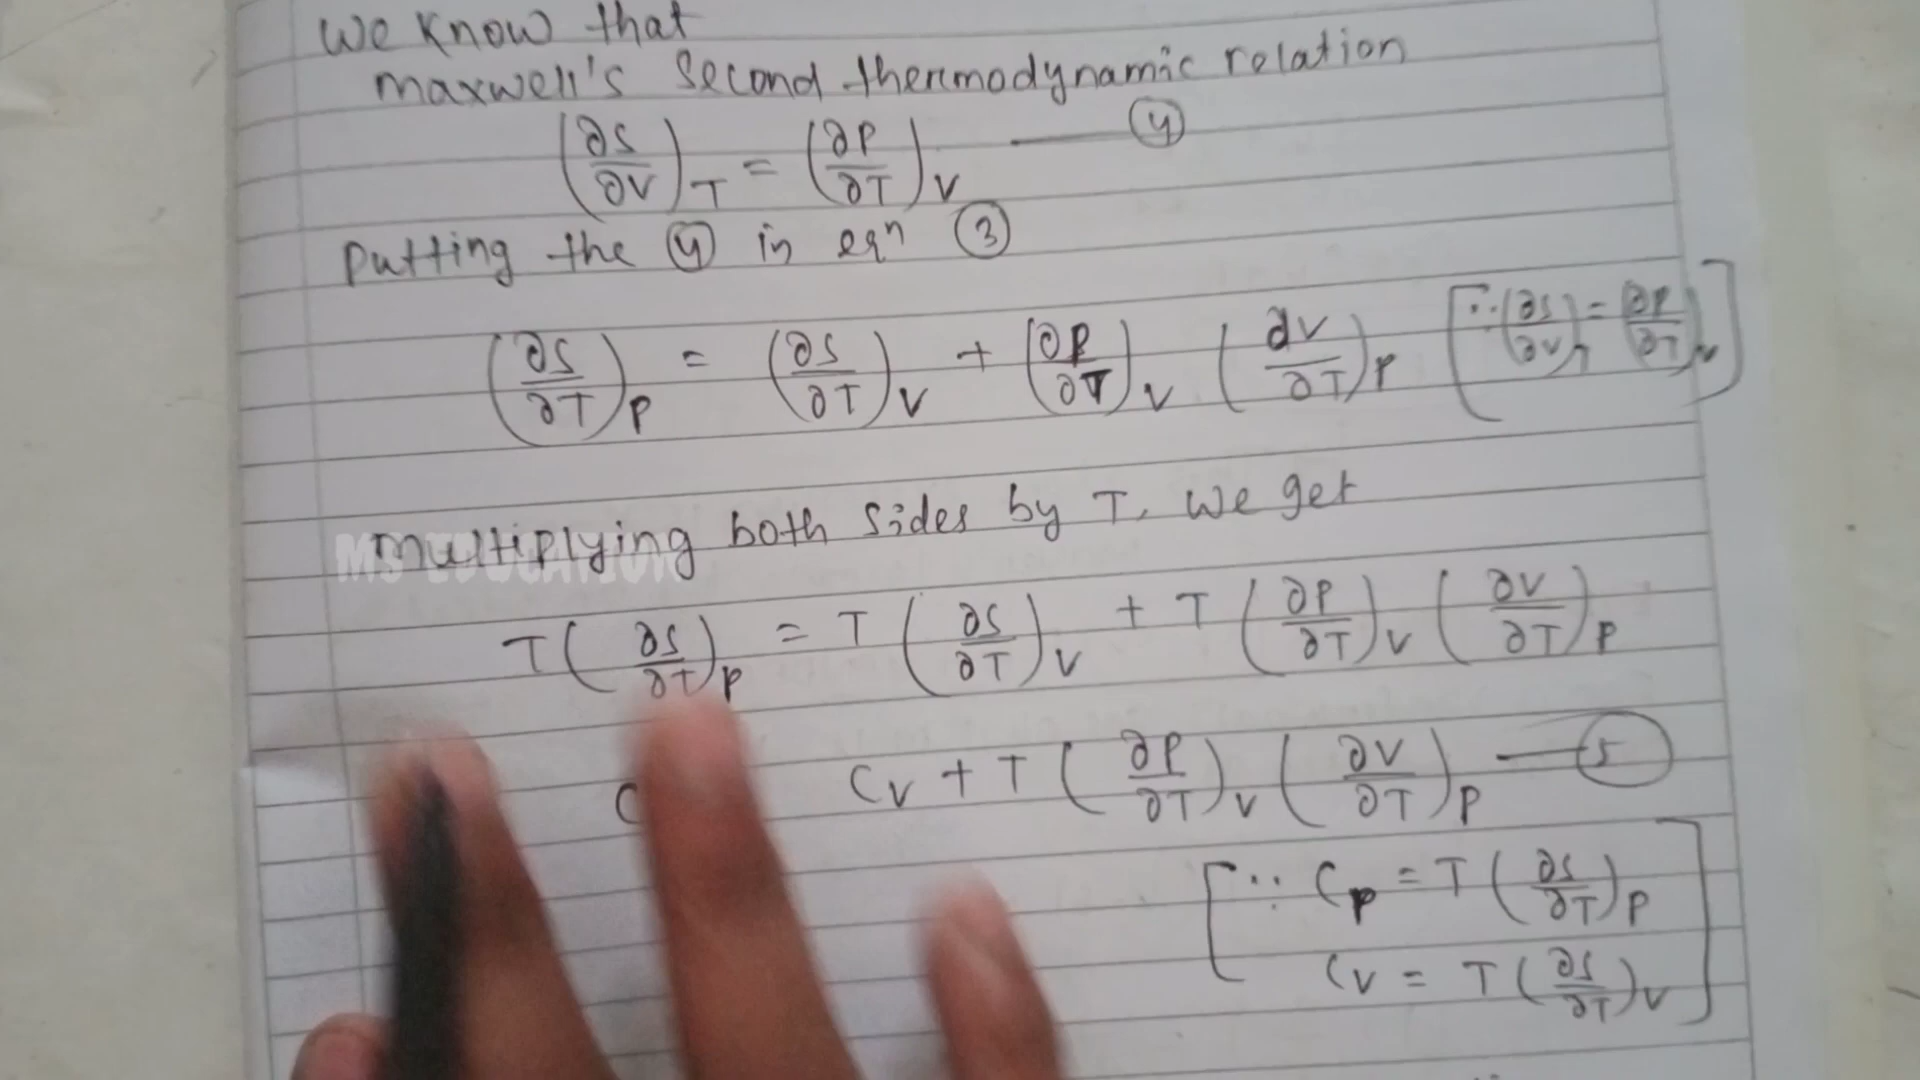 We know that
maxwell's second thermodynamic relation
(∂S/∂V)_T = (∂P/∂T)_V — (4)
Putting the (4) in eqn (3)
(∂S/∂T)_P = (∂S/∂T)_V + (∂P/∂T)_V (∂V/∂T)_P [∵ (∂S/∂V)_T = (∂P/∂T)_V]
Multiplying both sides by T, we get
MS EDUCATION
T(∂S/∂T)_P = T(∂S/∂T)_V + T(∂P/∂T)_V (∂V/∂T)_P
C Cv + T(∂P/∂T)_V (∂V/∂T)_P — (5)
[∵ Cp = T(∂S/∂T)_P
Cv = T(∂S/∂T)_V]